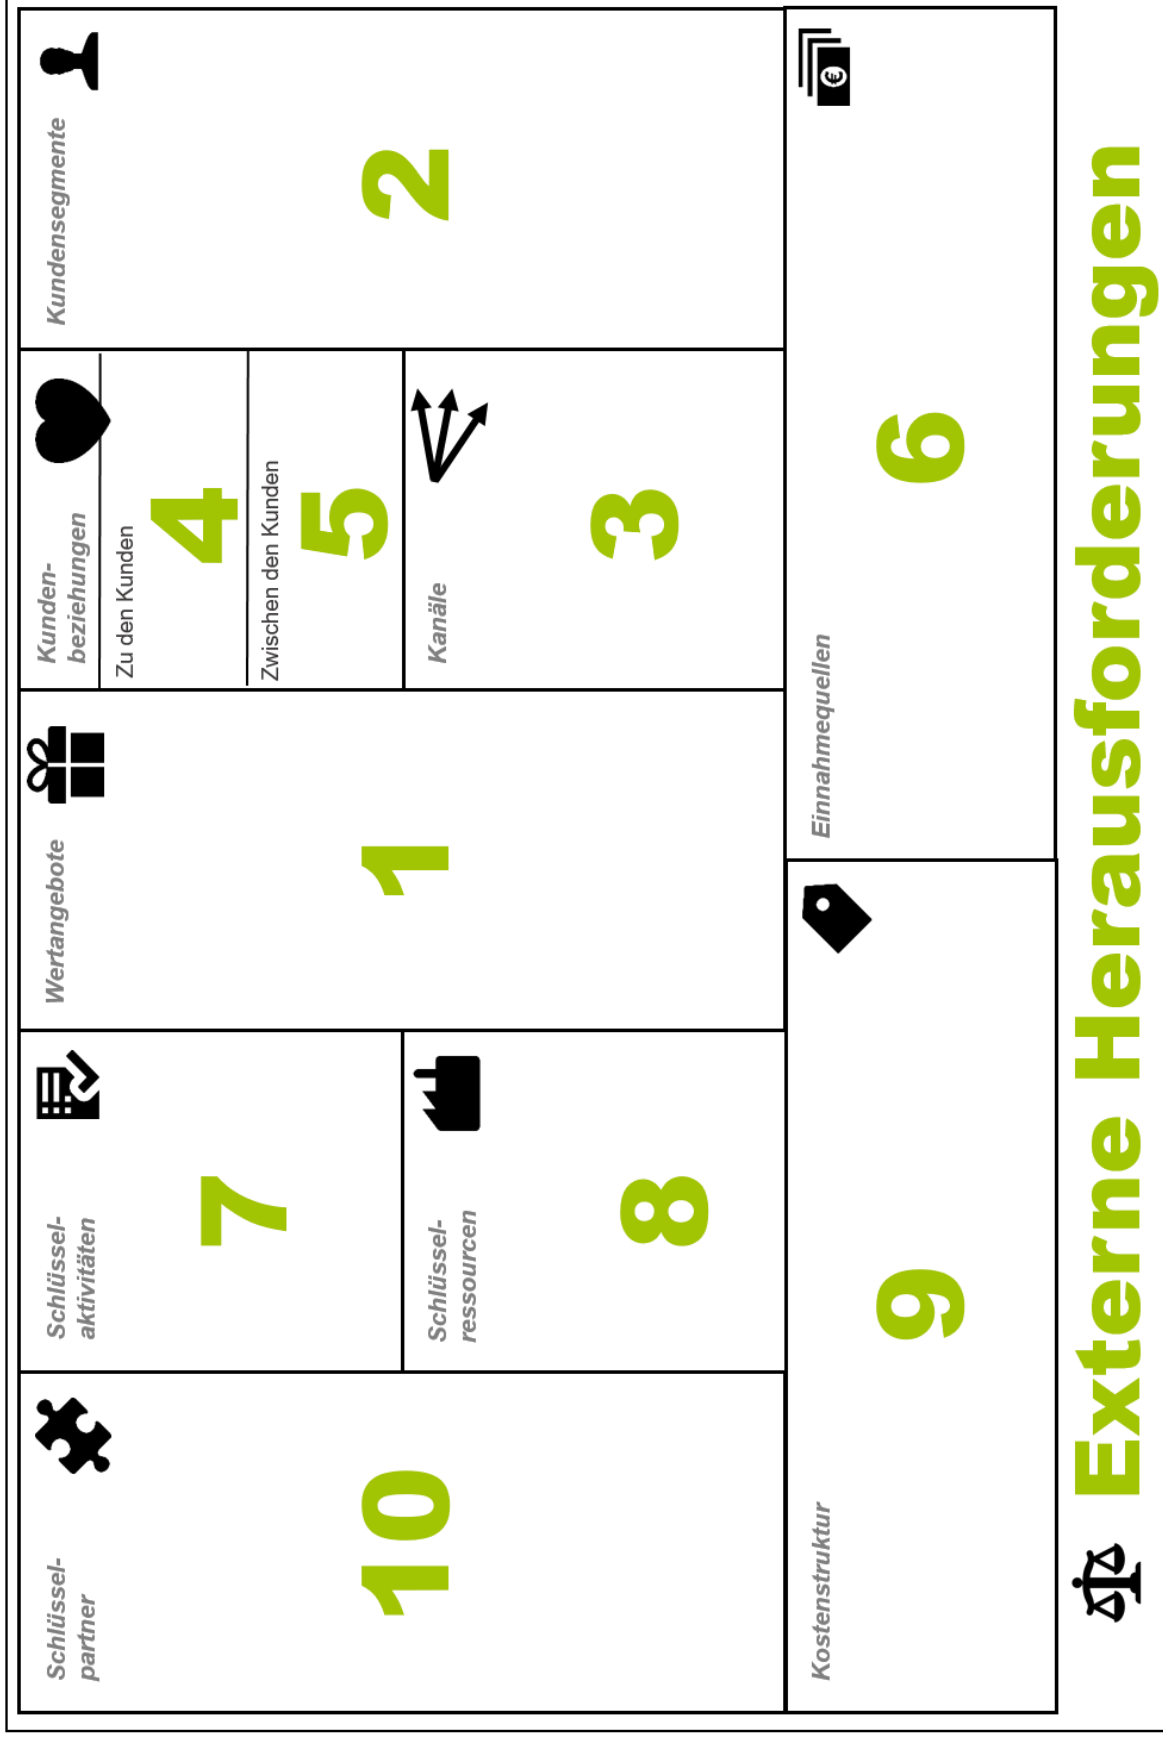 Schlüssel-
partner
10
Schlüssel-
aktivitäten
7
Schlüssel-
ressourcen
8
Wertangebote
1
Kunden-
beziehungen
Zu den Kunden
4
Zwischen den Kunden
5
Kanäle
3
Kundensegmente
2
Kostenstruktur
9
Einnahmequellen
€
6
Externe Herausforderungen